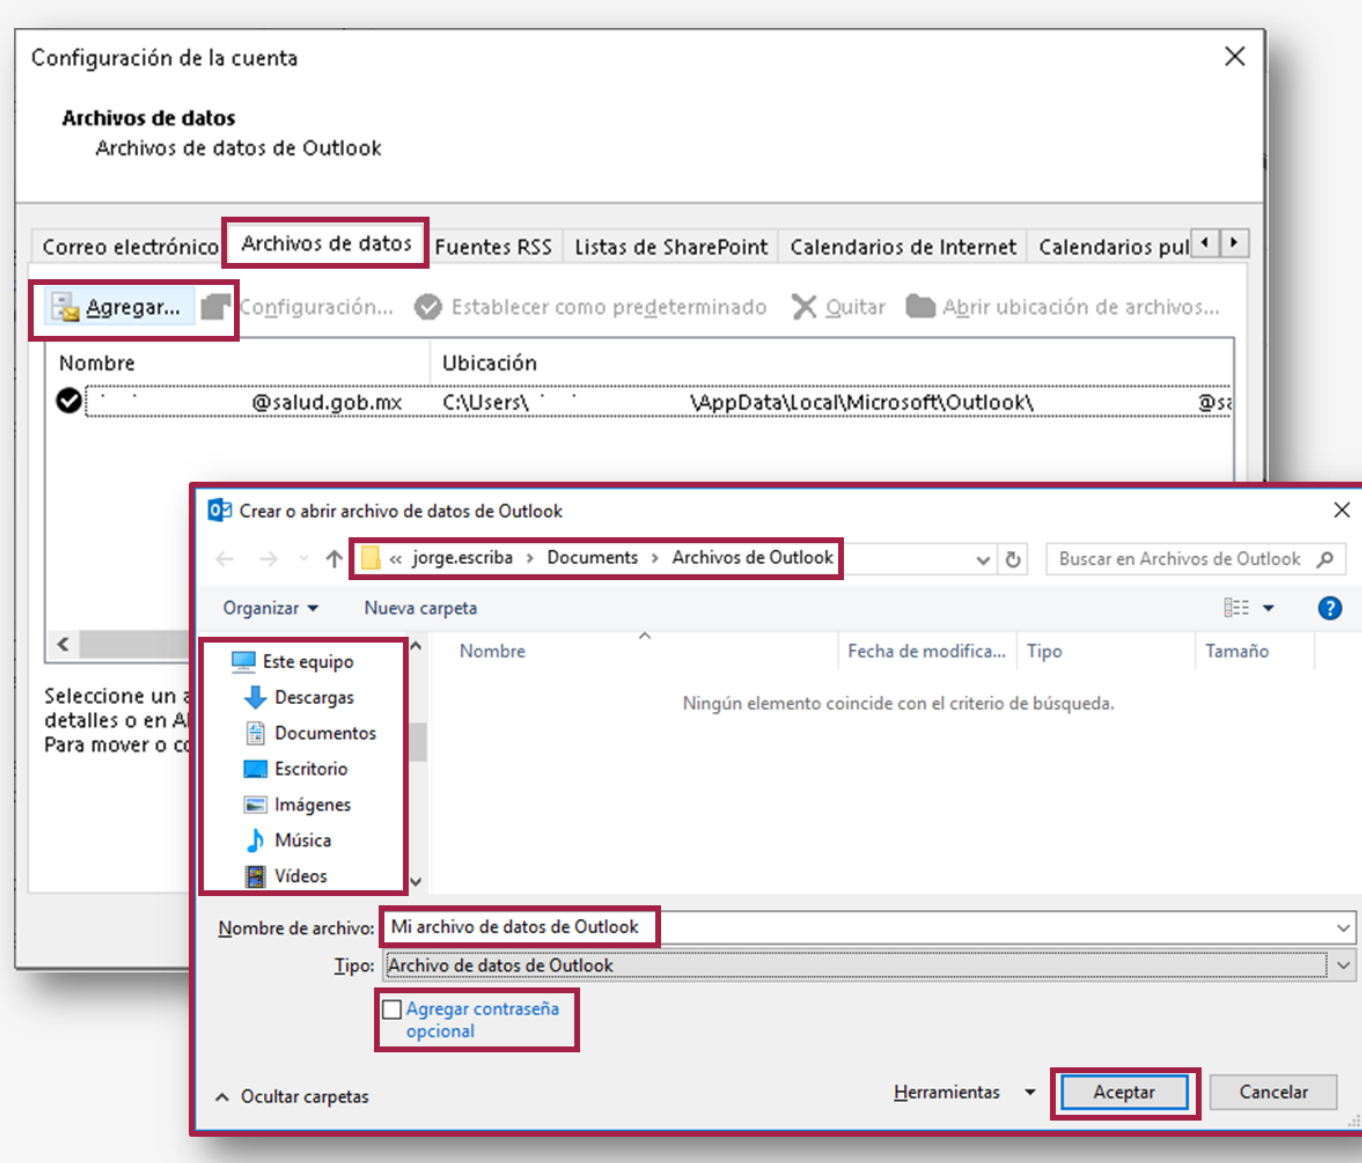 Configuración de la cuenta
Archivos de datos
Archivos de datos de Outlook
Correo electrónico Archivos de datos Fuentes RSS Listas de SharePoint Calendarios de Internet Calendarios pul
Agregar... Configuración... Establecer como predeterminado Quitar Abrir ubicación de archivos...
Nombre Ubicación
@salud.gob.mx C:\Users\ \AppData\Local\Microsoft\Outlook\ @sa
Seleccione un a
detalles o en Al
Para mover o co
Crear o abrir archivo de datos de Outlook
« jorge.escriba > Documents > Archivos de Outlook Buscar en Archivos de Outlook
Organizar Nueva carpeta
Nombre Fecha de modifica... Tipo Tamaño
Ningún elemento coincide con el criterio de búsqueda.
Este equipo
Descargas
Documentos
Escritorio
Imágenes
Música
Vídeos
Nombre de archivo: Mi archivo de datos de Outlook
Tipo: Archivo de datos de Outlook
Agregar contraseña
opcional
Ocultar carpetas Herramientas Aceptar Cancelar